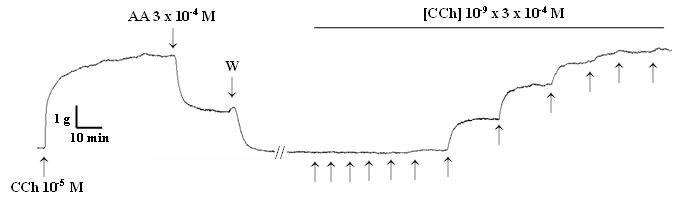 AA 3 x 10⁻⁴ M
[CCh] 10⁻⁹ x 3 x 10⁻⁴ M
W
1 g
10 min
//
CCh 10⁻⁵ M